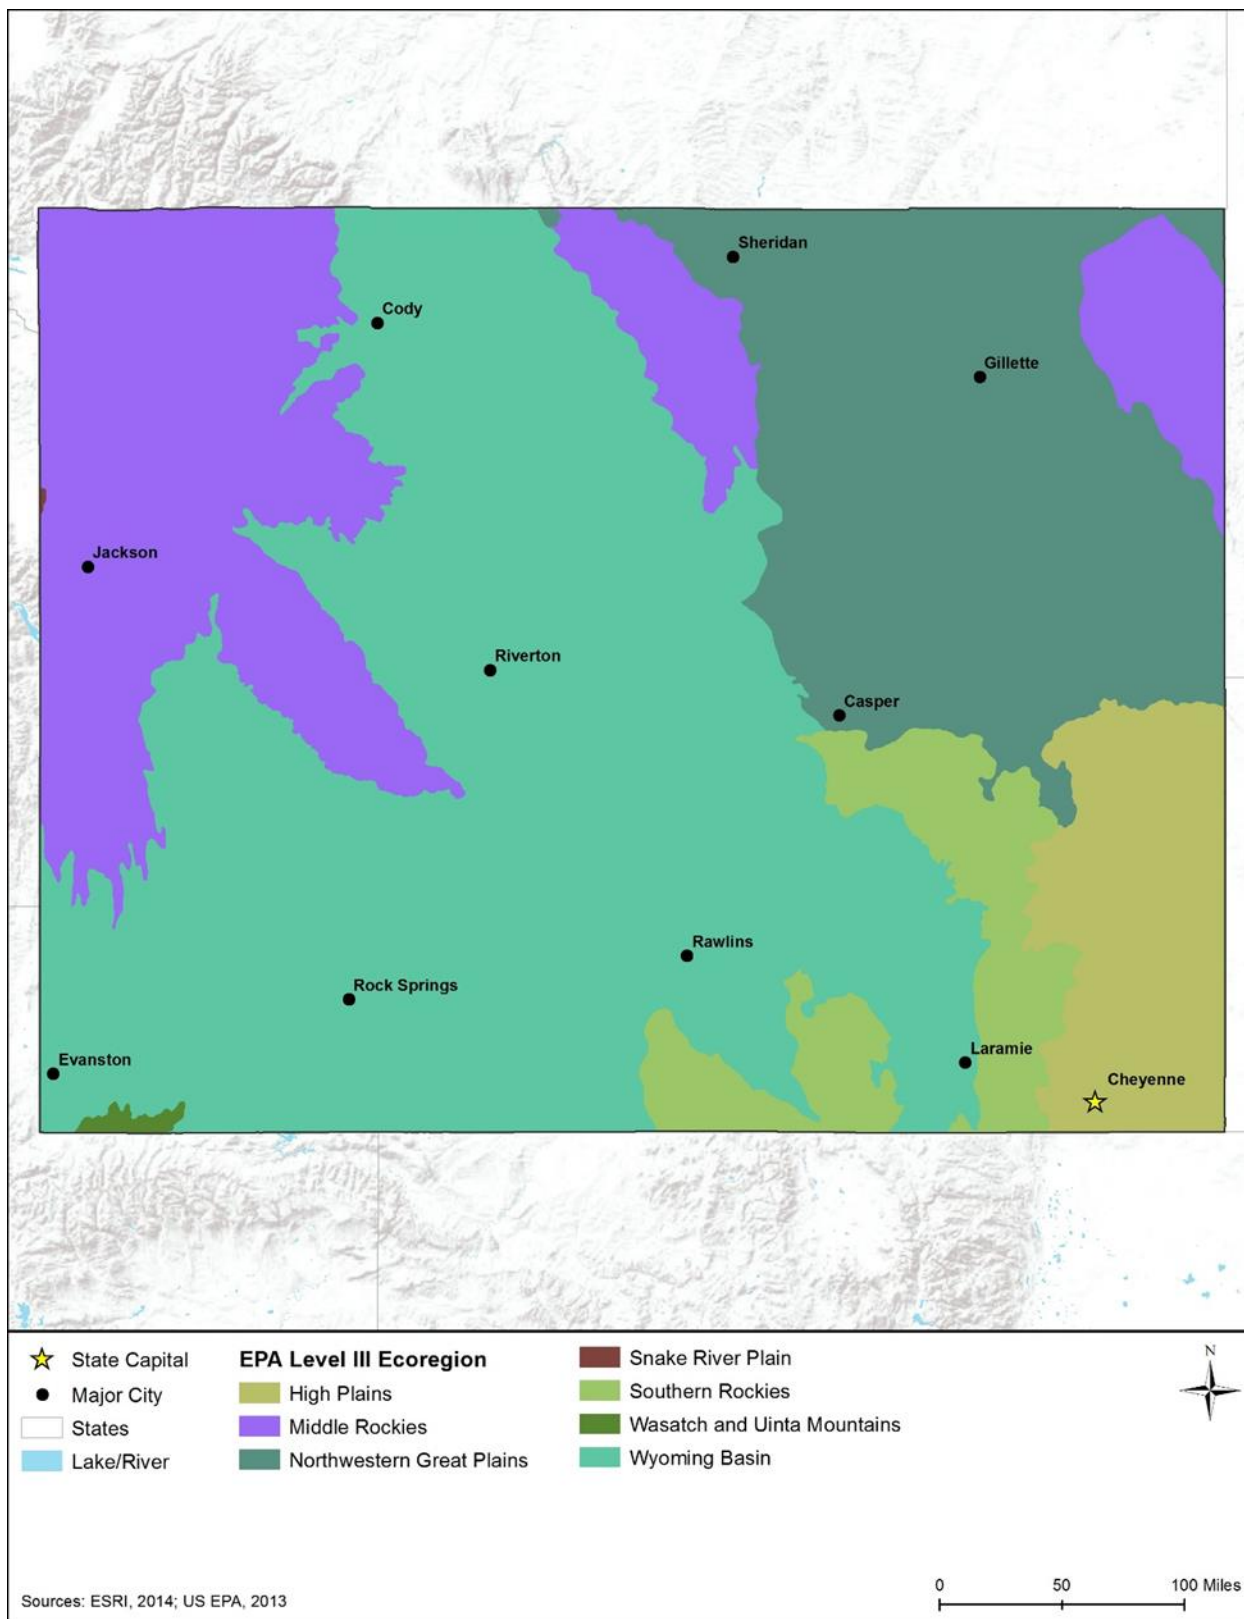 Sheridan
Cody
Gillette
Jackson
Riverton
Casper
Rawlins
Rock Springs
Laramie
Evanston
Cheyenne
State Capital
Major City
States
Lake/River
EPA Level III Ecoregion
High Plains
Middle Rockies
Northwestern Great Plains
Snake River Plain
Southern Rockies
Wasatch and Uinta Mountains
Wyoming Basin
N
Sources: ESRI, 2014; US EPA, 2013
0 50 100 Miles